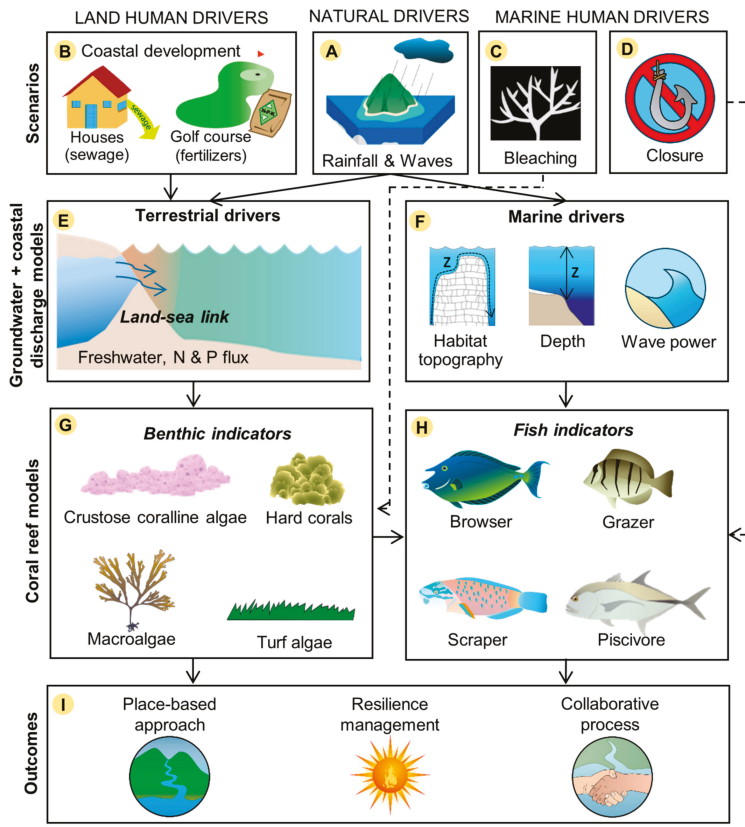 LAND HUMAN DRIVERS
NATURAL DRIVERS
MARINE HUMAN DRIVERS
Scenarios
B
Coastal development
sewage
Houses
(sewage)
Golf course
(fertilizers)
A
Rainfall & Waves
C
Bleaching
D
Closure
Groundwater + coastal
discharge models
E
Terrestrial drivers
Land-sea link
Freshwater, N & P flux
F
Marine drivers
Z
Z
Habitat
topography
Depth
Wave power
Coral reef models
G
Benthic indicators
Crustose coralline algae
Hard corals
Macroalgae
Turf algae
H
Fish indicators
Browser
Grazer
Scraper
Piscivore
Outcomes
I
Place-based
approach
Resilience
management
Collaborative
process